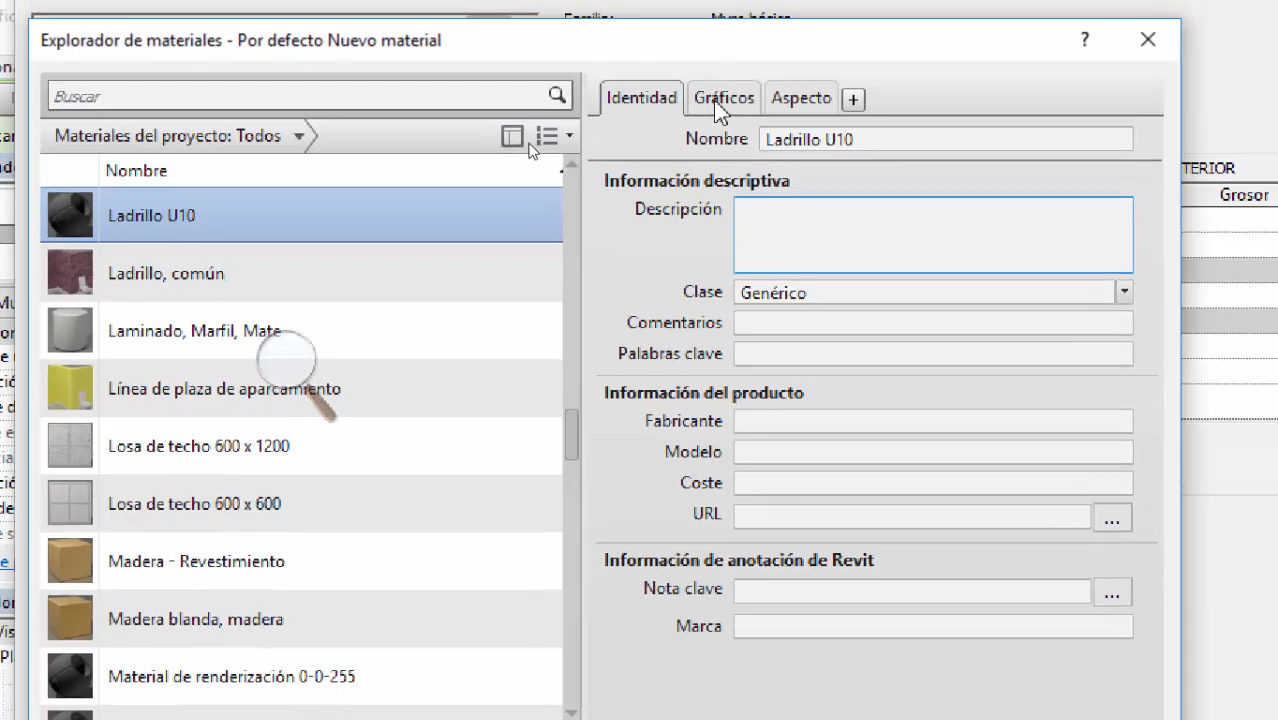 Explorador de materiales - Por defecto Nuevo material
?
Buscar
Materiales del proyecto: Todos
Nombre
Ladrillo U10
Ladrillo, común
Laminado, Marfil, Mate
Línea de plaza de aparcamiento
Losa de techo 600 x 1200
Losa de techo 600 x 600
Madera - Revestimiento
Madera blanda, madera
Material de renderización 0-0-255
Identidad Gráficos Aspecto +
Nombre Ladrillo U10
Información descriptiva
Descripción
Clase Genérico
Comentarios
Palabras clave
Información del producto
Fabricante
Modelo
Coste
URL ...
Información de anotación de Revit
Nota clave ...
Marca
TERIOR
Grosor